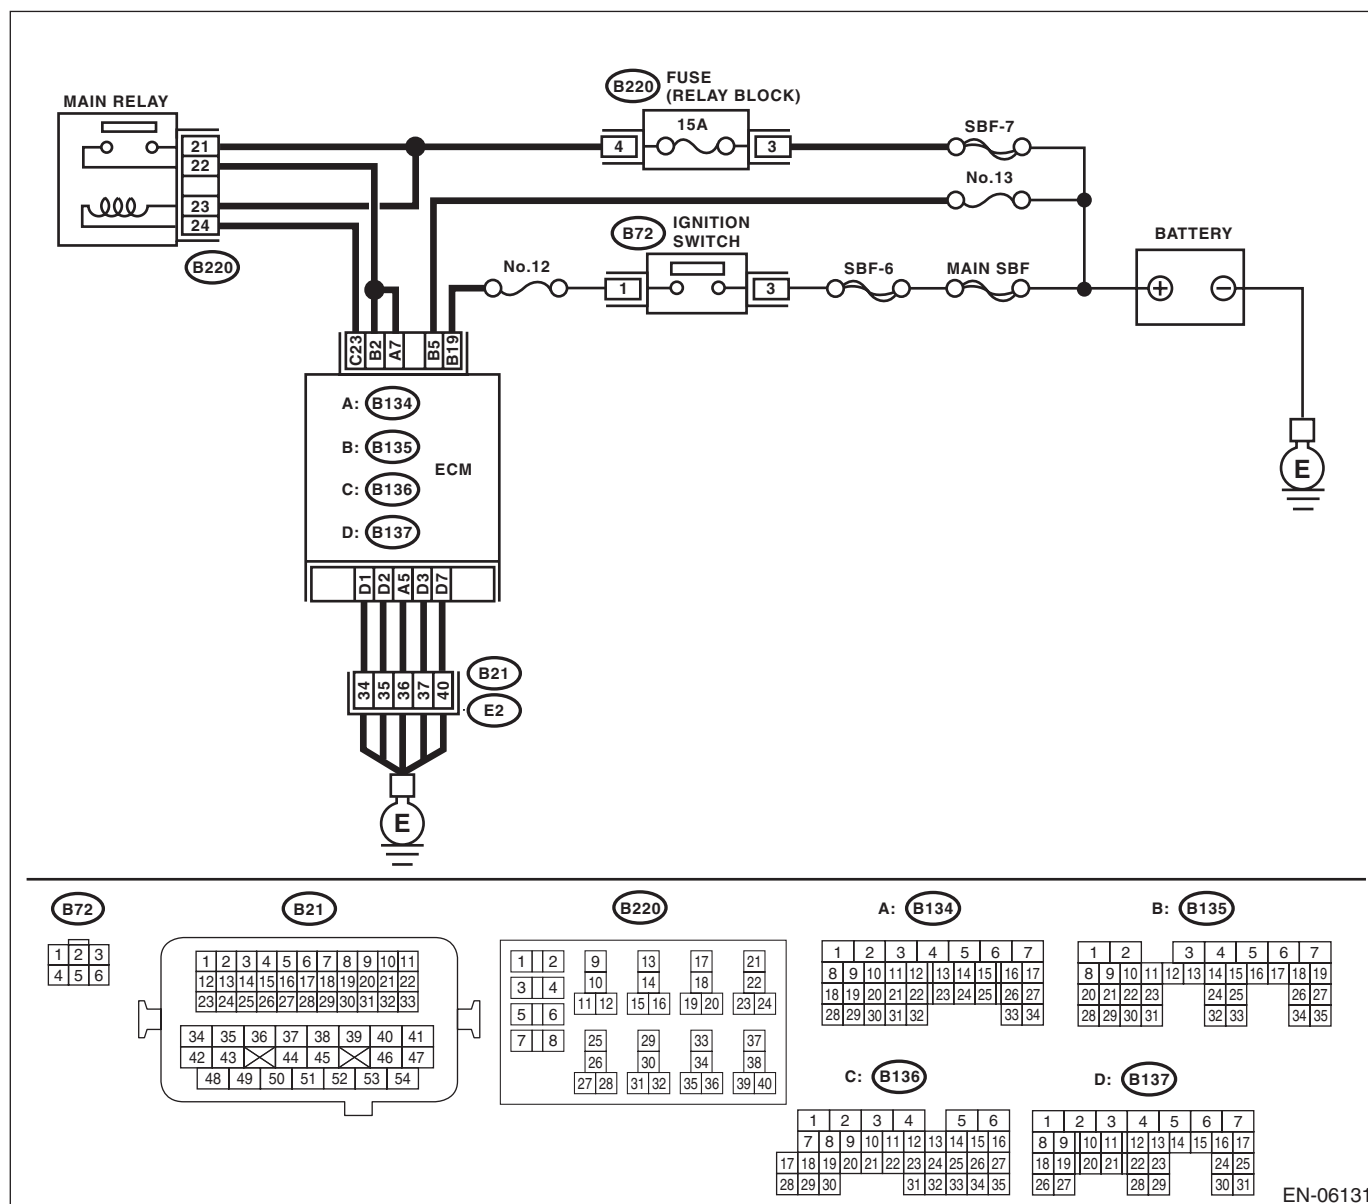 B220
FUSE
(RELAY BLOCK)
MAIN RELAY
15A
SBF-7
21
4
3
22
No.13
23
24
B72
IGNITION
SWITCH
BATTERY
B220
No.12
1
3
SBF-6
MAIN SBF
+
−
C23
B2
A7
B5
B19
A: B134
B: B135
ECM
C: B136
D: B137
E
D1
D2
A5
D3
D7
B21
34
35
36
37
40
E2
E
B72
1 2 3
4 5 6
B21
1 2 3 4 5 6 7 8 9 10 11
12 13 14 15 16 17 18 19 20 21 22
23 24 25 26 27 28 29 30 31 32 33
34 35 36 37 38 39 40 41
42 43 44 45 46 47
48 49 50 51 52 53 54
B220
1 2 9 13 17 21
3 4 10 14 18 22
11 12 15 16 19 20 23 24
5 6
7 8 25 29 33 37
26 30 34 38
27 28 31 32 35 36 39 40
A: B134
1 2 3 4 5 6 7
8 9 10 11 12 13 14 15 16 17
18 19 20 21 22 23 24 25 26 27
28 29 30 31 32 33 34
B: B135
1 2 3 4 5 6 7
8 9 10 11 12 13 14 15 16 17 18 19
20 21 22 23 24 25 26 27
28 29 30 31 32 33 34 35
C: B136
1 2 3 4 5 6
7 8 9 10 11 12 13 14 15 16
17 18 19 20 21 22 23 24 25 26 27
28 29 30 31 32 33 34 35
D: B137
1 2 3 4 5 6 7
8 9 10 11 12 13 14 15 16 17
18 19 20 21 22 23 24 25
26 27 28 29 30 31
EN-06131